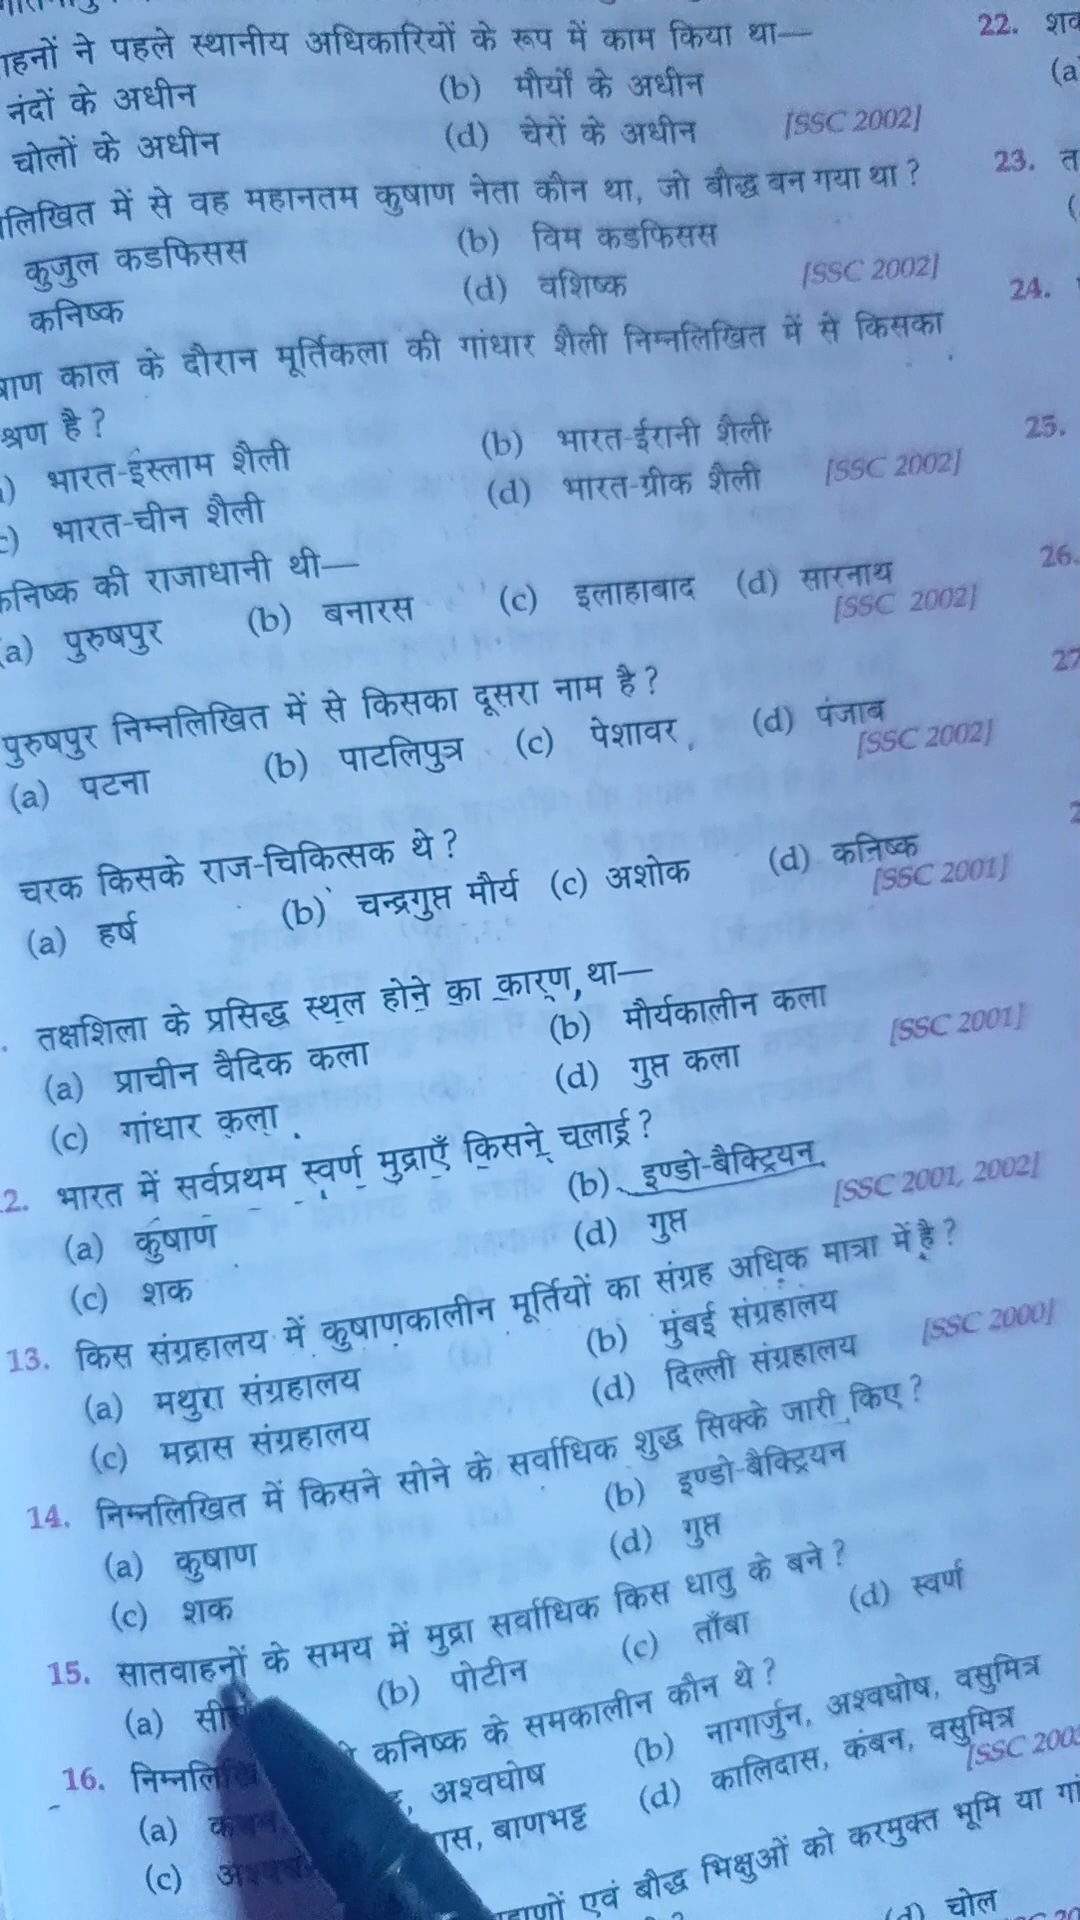 हनों ने पहले स्थानीय अधिकारियों के रूप में काम किया था—
नंदों के अधीन (b) मौर्यों के अधीन
चोलों के अधीन (d) चेरों के अधीन [SSC 2002]
लिखित में से वह महानतम कुषाण नेता कौन था, जो बौद्ध बन गया था?
कुजुल कडफिसस (b) विम कडफिसस
कनिष्क (d) वशिष्क [SSC 2002]
षाण काल के दौरान मूर्तिकला की गांधार शैली निम्नलिखित में से किसका
श्रण है?
) भारत-इस्लाम शैली (b) भारत-ईरानी शैली
) भारत-चीन शैली (d) भारत-ग्रीक शैली [SSC 2002]
कनिष्क की राजाधानी थी—
(a) पुरुषपुर (b) बनारस (c) इलाहाबाद (d) सारनाथ
[SSC 2002]
पुरुषपुर निम्नलिखित में से किसका दूसरा नाम है?
(a) पटना (b) पाटलिपुत्र (c) पेशावर (d) पंजाब
[SSC 2002]
चरक किसके राज-चिकित्सक थे?
(a) हर्ष (b) चन्द्रगुप्त मौर्य (c) अशोक (d) कनिष्क
[SSC 2001]
तक्षशिला के प्रसिद्ध स्थल होने का कारण था—
(a) प्राचीन वैदिक कला (b) मौर्यकालीन कला
(c) गांधार कला (d) गुप्त कला [SSC 2001]
2. भारत में सर्वप्रथम स्वर्ण मुद्राएँ किसने चलाई?
(a) कुषाण (b) इण्डो-बैक्ट्रियन
(c) शक (d) गुप्त [SSC 2001, 2002]
13. किस संग्रहालय में कुषाणकालीन मूर्तियों का संग्रह अधिक मात्रा में है?
(a) मथुरा संग्रहालय (b) मुंबई संग्रहालय
(c) मद्रास संग्रहालय (d) दिल्ली संग्रहालय [SSC 2000]
14. निम्नलिखित में किसने सोने के सर्वाधिक शुद्ध सिक्के जारी किए?
(a) कुषाण (b) इण्डो-बैक्ट्रियन
(c) शक (d) गुप्त
15. सातवाहनों के समय में मुद्रा सर्वाधिक किस धातु के बने?
(a) (b) पोटीन (c) ताँबा (d) स्वर्ण
16. कनिष्क के समकालीन कौन थे?
(a) अश्वघोष (b) नागार्जुन, अश्वघोष, वसुमित्र
(c) बाणभट्ट (d) कालिदास, कंबन, वसुमित्र
[SSC 200
एवं बौद्ध भिक्षुओं को करमुक्त भूमि या गां
(d) चोल
22. शक
(a
23. त
(
24.
25.
26.
27